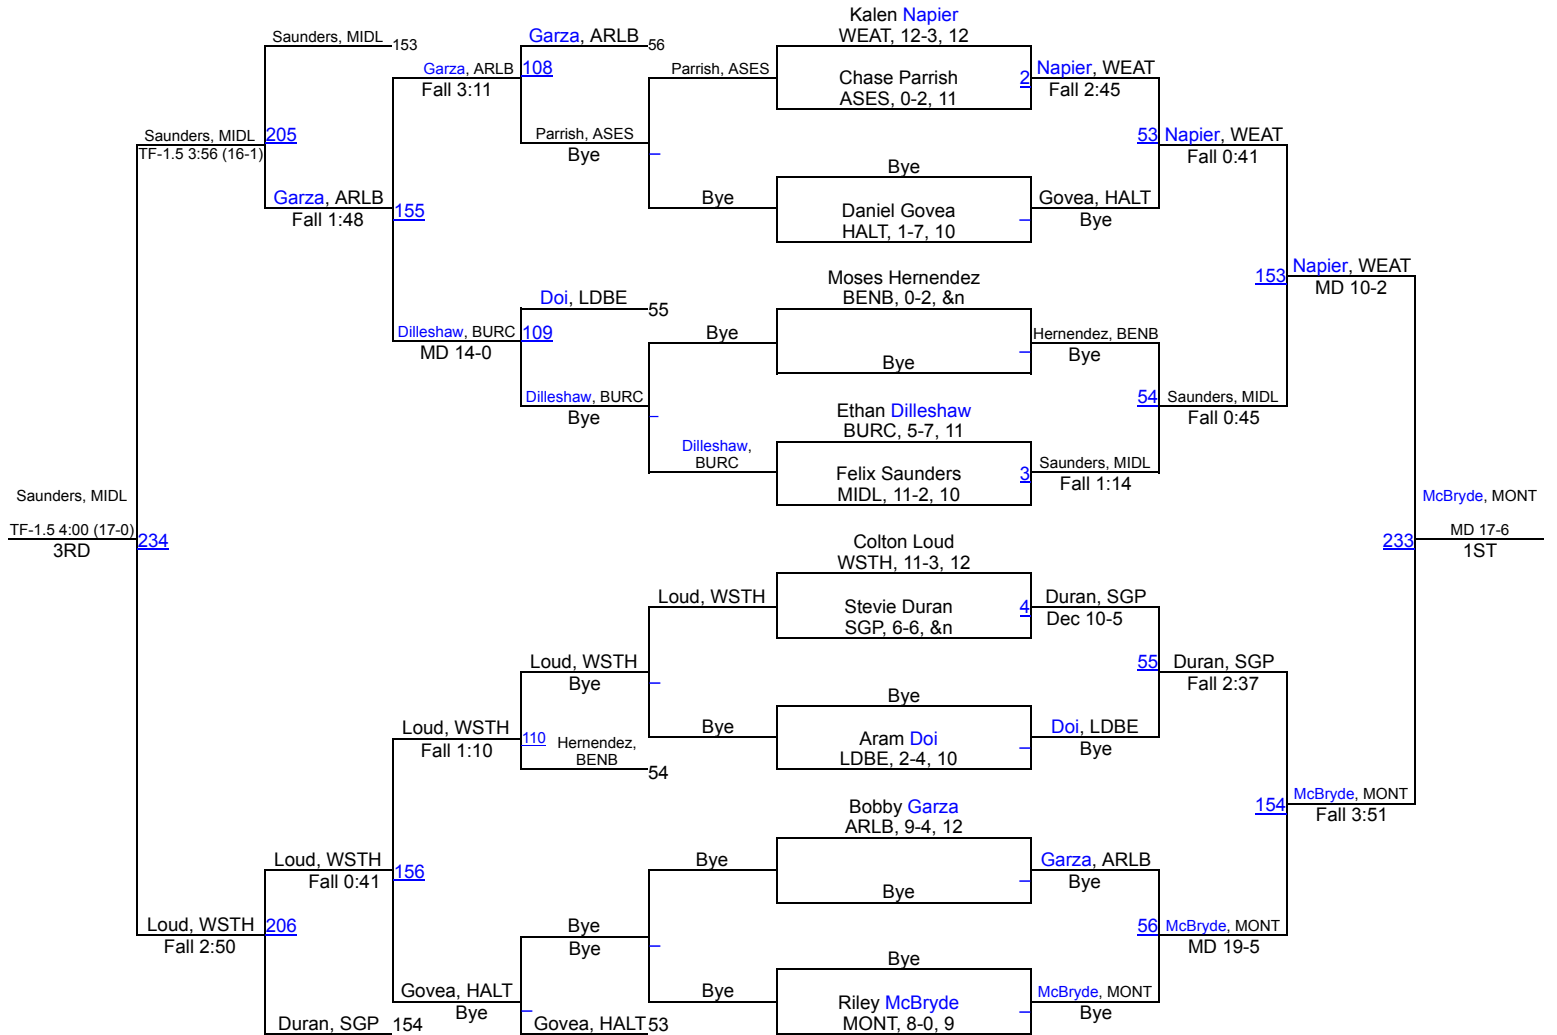 Kalen Napier
WEAT, 12-3, 12
Saunders, MIDL
153
Garza, ARLB
56
Garza, ARLB
108
Fall 3:11
Parrish, ASES
Chase Parrish
ASES, 0-2, 11
2
Napier, WEAT
Fall 2:45
Saunders, MIDL
205
TF-1.5 3:56 (16-1)
Parrish, ASES
Bye
53
Napier, WEAT
Fall 0:41
Bye
Garza, ARLB
Fall 1:48
155
Bye
Daniel Govea
HALT, 1-7, 10
Govea, HALT
Bye
Moses Hernendez
BENB, 0-2, &n
153
Napier, WEAT
MD 10-2
Doi, LDBE
55
Dilleshaw, BURC
109
MD 14-0
Bye
Hernendez, BENB
Bye
Bye
Dilleshaw, BURC
Bye
54
Saunders, MIDL
Fall 0:45
Ethan Dilleshaw
BURC, 5-7, 11
Dilleshaw,
BURC
Felix Saunders
MIDL, 11-2, 10
3
Saunders, MIDL
Fall 1:14
Saunders, MIDL
TF-1.5 4:00 (17-0)
3RD
234
McBryde, MONT
233
MD 17-6
1ST
Colton Loud
WSTH, 11-3, 12
Loud, WSTH
Stevie Duran
SGP, 6-6, &n
4
Duran, SGP
Dec 10-5
Loud, WSTH
Bye
55
Duran, SGP
Fall 2:37
Bye
Loud, WSTH
Fall 1:10
110
Hernendez,
BENB
54
Bye
Aram Doi
LDBE, 2-4, 10
Doi, LDBE
Bye
Bobby Garza
ARLB, 9-4, 12
154
McBryde, MONT
Fall 3:51
Loud, WSTH
Fall 0:41
156
Bye
Garza, ARLB
Bye
Bye
Loud, WSTH
206
Fall 2:50
Bye
Bye
56
McBryde, MONT
MD 19-5
Bye
Govea, HALT
Bye
Bye
Riley McBryde
MONT, 8-0, 9
McBryde, MONT
Bye
Duran, SGP
154
Govea, HALT
53